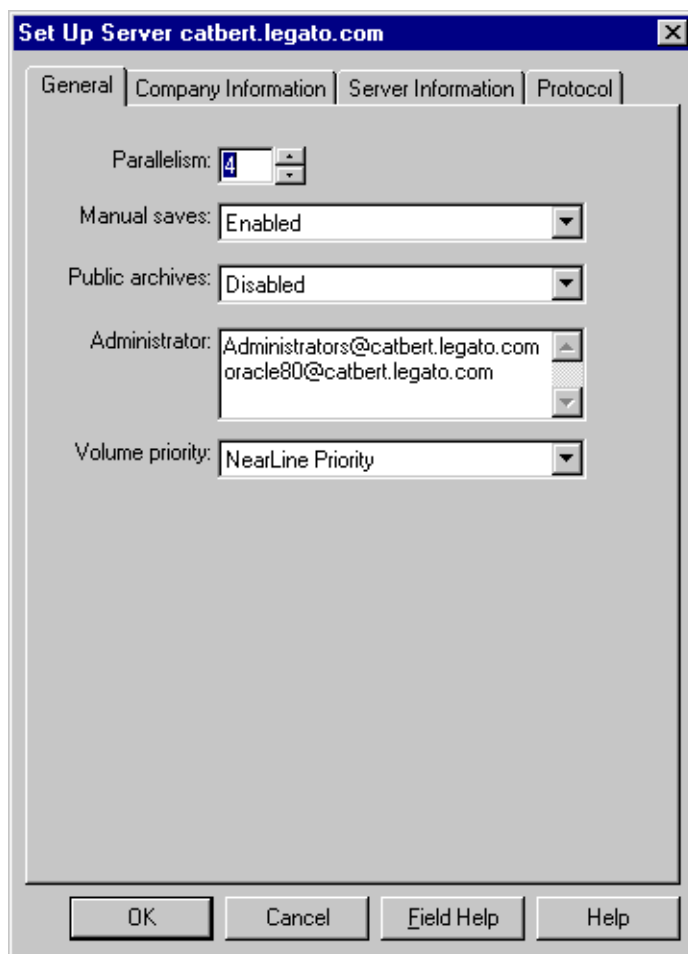 Set Up Server catbert.legato.com
General Company Information Server Information Protocol
Parallelism: 4
Manual saves: Enabled
Public archives: Disabled
Administrator: Administrators@catbert.legato.com
oracle80@catbert.legato.com
Volume priority: NearLine Priority
OK Cancel Field Help Help